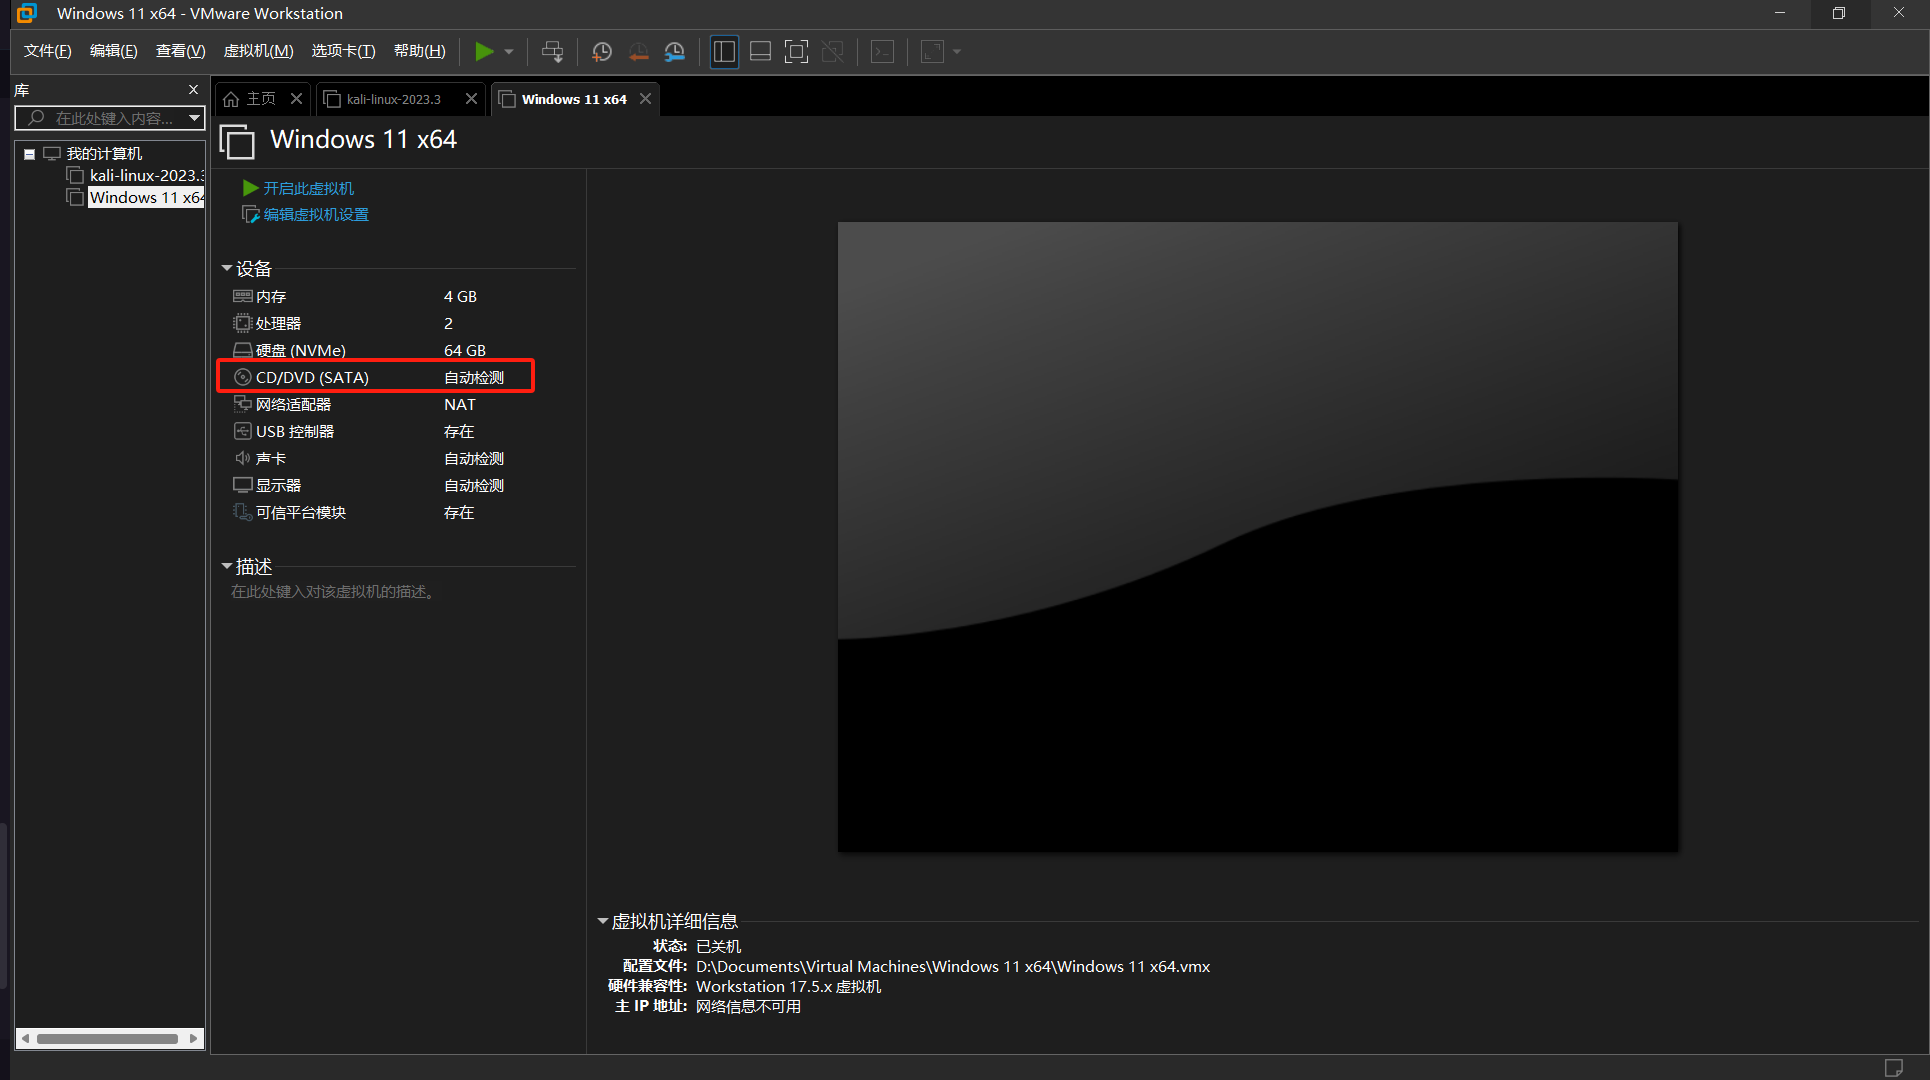 Windows 11 x64 - VMware Workstation
文件(F) 编辑(E) 查看(V) 虚拟机(M) 选项卡(T) 帮助(H)
库
在此处键入内容...
我的计算机
kali-linux-2023.3
Windows 11 x64
主页 kali-linux-2023.3 Windows 11 x64
Windows 11 x64
开启此虚拟机
编辑虚拟机设置
设备
内存 4 GB
处理器 2
硬盘 (NVMe) 64 GB
CD/DVD (SATA) 自动检测
网络适配器 NAT
USB 控制器 存在
声卡 自动检测
显示器 自动检测
可信平台模块 存在
描述
在此处键入对该虚拟机的描述。
虚拟机详细信息
状态: 已关机
配置文件: D:\Documents\Virtual Machines\Windows 11 x64\Windows 11 x64.vmx
硬件兼容性: Workstation 17.5.x 虚拟机
主 IP 地址: 网络信息不可用